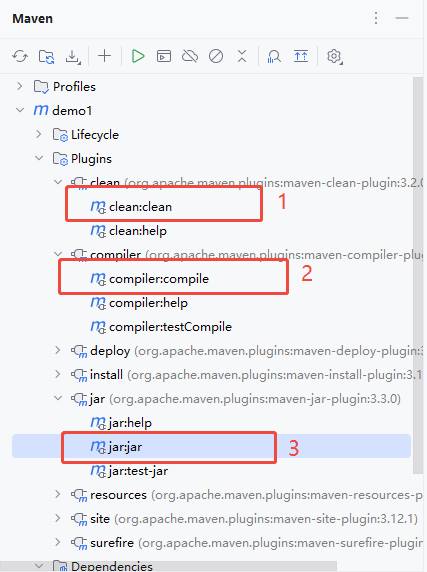 Maven
Profiles
demo1
Lifecycle
Plugins
clean (org.apache.maven.plugins:maven-clean-plugin:3.2.0
1
clean:clean
clean:help
compiler (org.apache.maven.plugins:maven-compiler-plug
2
compiler:compile
compiler:help
compiler:testCompile
deploy (org.apache.maven.plugins:maven-deploy-plugin:3
install (org.apache.maven.plugins:maven-install-plugin:3.1
jar (org.apache.maven.plugins:maven-jar-plugin:3.3.0)
jar:help
jar:jar
3
jar:test-jar
resources (org.apache.maven.plugins:maven-resources-p
site (org.apache.maven.plugins:maven-site-plugin:3.12.1)
surefire (org.apache.maven.plugins:maven-surefire-plugin
Dependencies